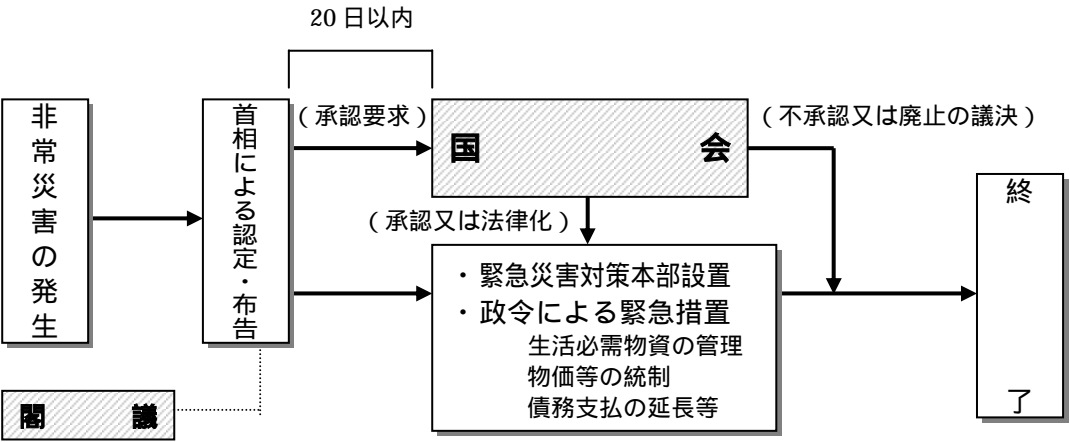 20日以内
非常災害の発生
首相による認定・布告
（承認要求）
国会
（不承認又は廃止の議決）
（承認又は法律化）
・緊急災害対策本部設置
・政令による緊急措置
生活必需物資の管理
物価等の統制
債務支払の延長等
終了
閣議